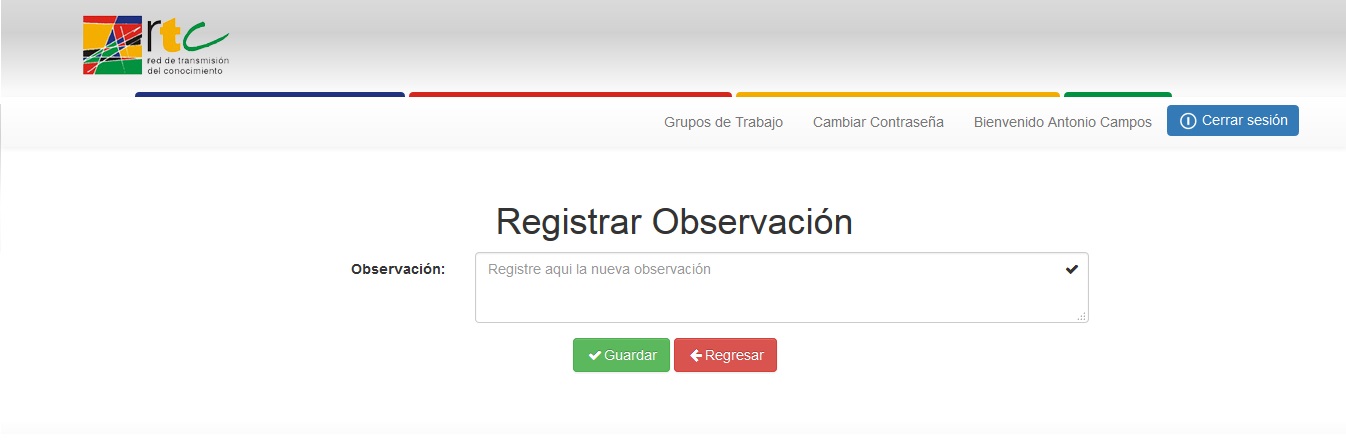 rtc
red de transmisión
del conocimiento
Grupos de Trabajo Cambiar Contraseña Bienvenido Antonio Campos Cerrar sesión
Registrar Observación
Observación: Registre aqui la nueva observación
Guardar Regresar